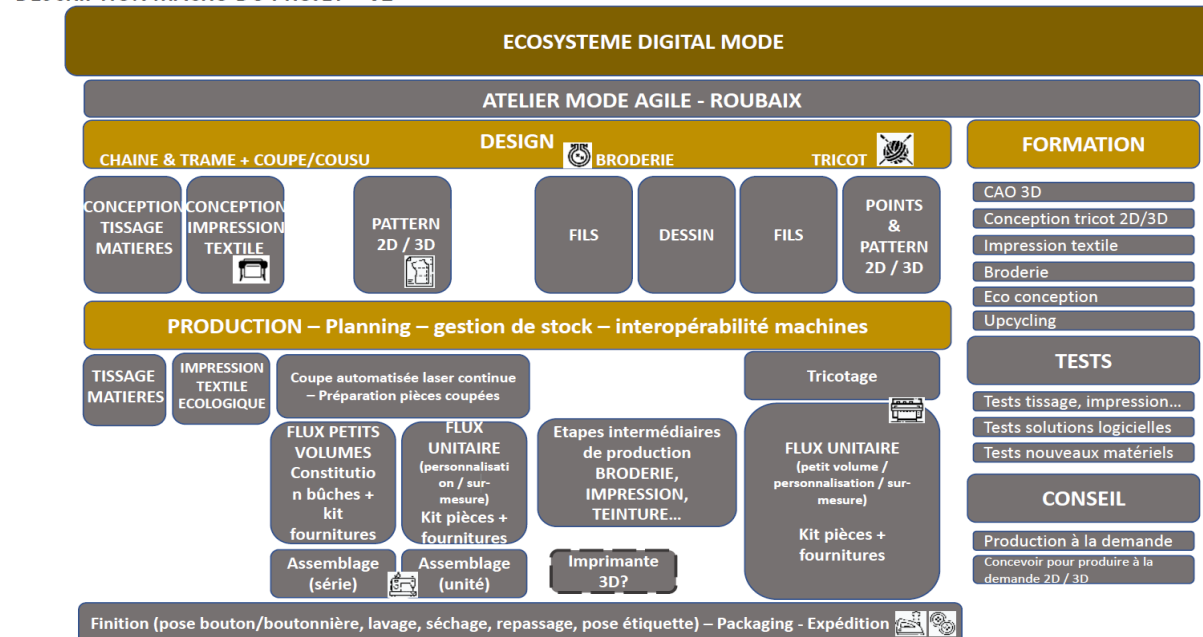 ECOSYSTEME DIGITAL MODE
ATELIER MODE AGILE - ROUBAIX
DESIGN
CHAINE & TRAME + COUPE/COUSU
BRODERIE
TRICOT
CONCEPTION
TISSAGE
MATIERES
CONCEPTION
IMPRESSION
TEXTILE
PATTERN
2D / 3D
FILS
DESSIN
FILS
POINTS
&
PATTERN
2D / 3D
PRODUCTION – Planning – gestion de stock – interopérabilité machines
TISSAGE
MATIERES
IMPRESSION
TEXTILE
ECOLOGIQUE
Coupe automatisée laser continue
– Préparation pièces coupées
Tricotage
FLUX PETITS
VOLUMES
Constitutio
n bûches +
kit
fournitures
FLUX
UNITAIRE
(personnalisati
on / sur-
mesure)
Kit pièces +
fournitures
Etapes intermédiaires
de production
BRODERIE,
IMPRESSION,
TEINTURE...
FLUX UNITAIRE
(petit volume /
personnalisation / sur-
mesure)
Kit pièces +
fournitures
Assemblage
(série)
Assemblage
(unité)
Imprimante
3D?
Finition (pose bouton/boutonnière, lavage, séchage, repassage, pose étiquette) – Packaging - Expédition
FORMATION
CAO 3D
Conception tricot 2D/3D
Impression textile
Broderie
Eco conception
Upcycling
TESTS
Tests tissage, impression...
Tests solutions logicielles
Tests nouveaux matériels
CONSEIL
Production à la demande
Concevoir pour produire à la
demande 2D / 3D